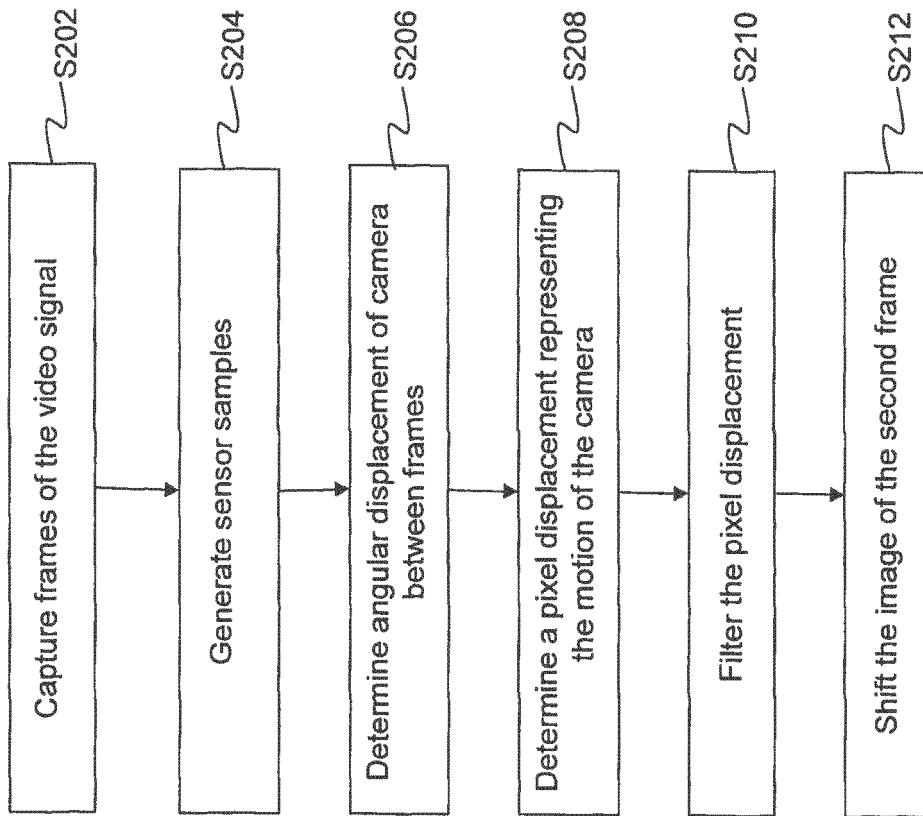 Capture frames of the video signal
S202
Generate sensor samples
S204
Determine angular displacement of camera
between frames
S206
Determine a pixel displacement representing
the motion of the camera
S208
Filter the pixel displacement
S210
Shift the image of the second frame
S212